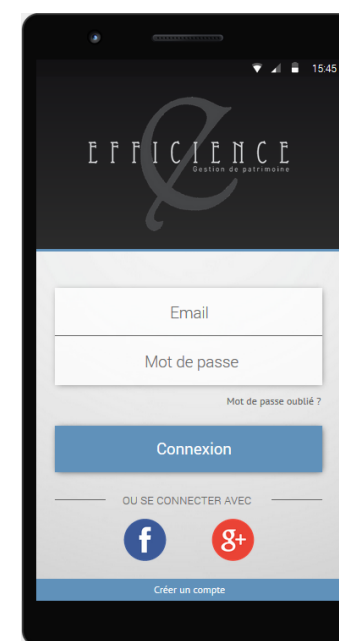 15:45
EFFICIENCE
Gestion de patrimoine
Email
Mot de passe
Mot de passe oublié ?
Connexion
OU SE CONNECTER AVEC
f g+
Créer un compte